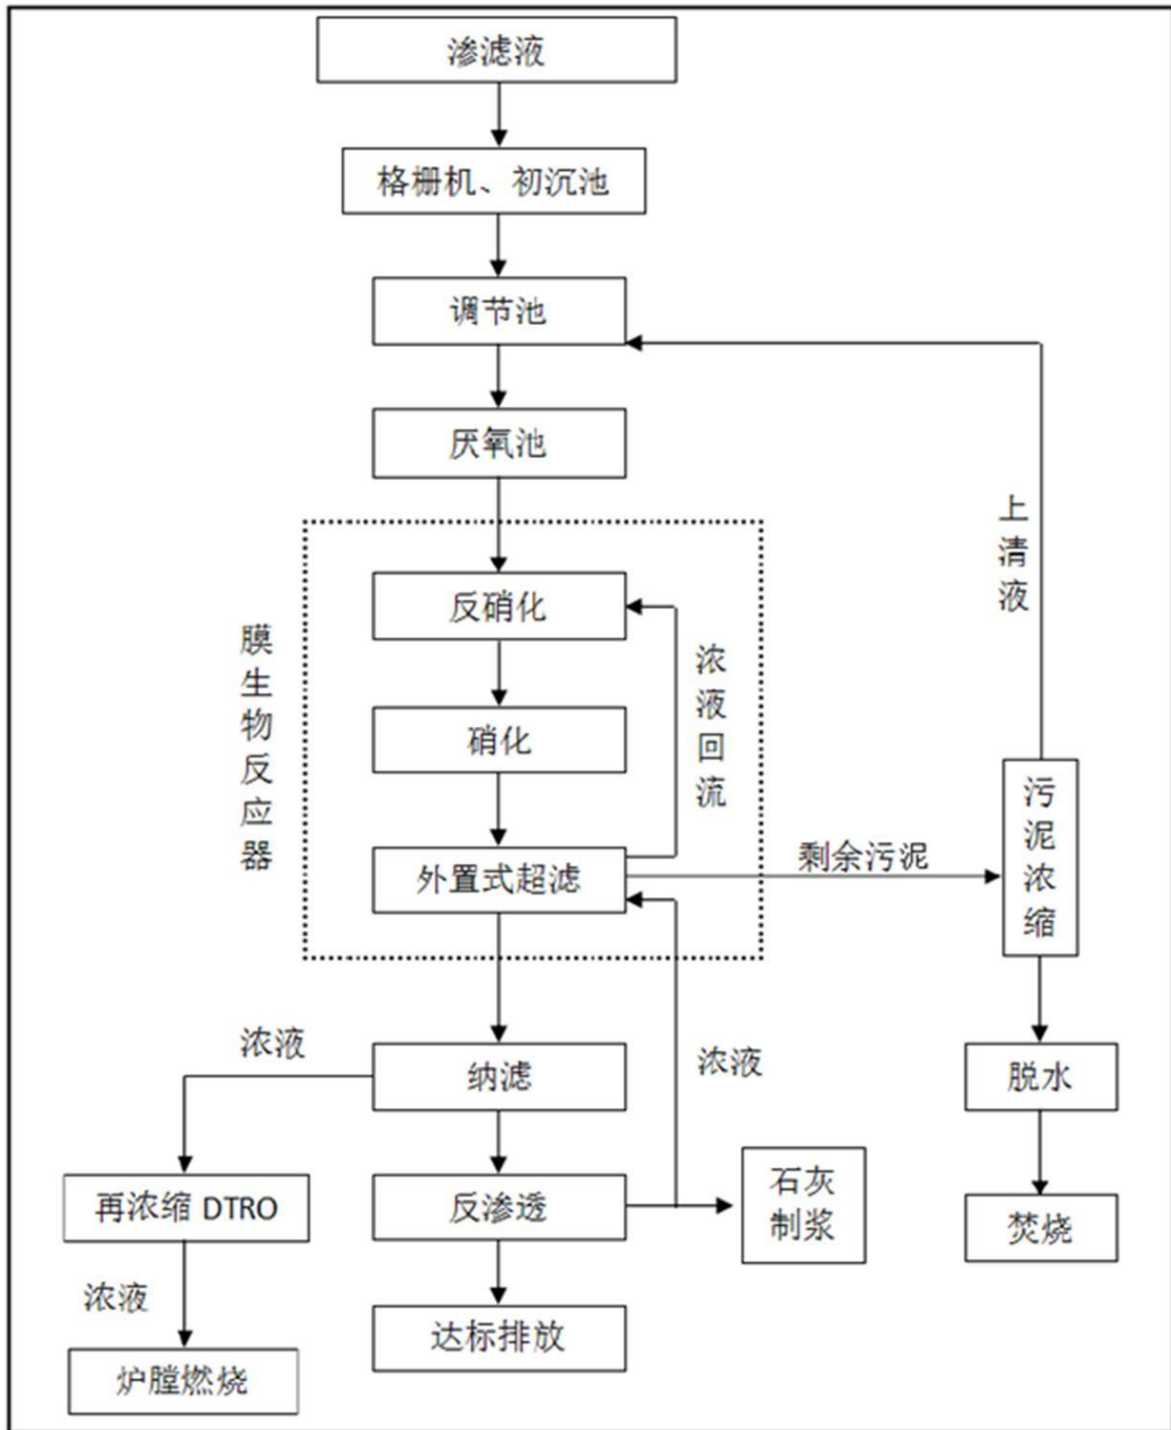 渗滤液
格栅机、初沉池
调节池
厌氧池
上清液
反硝化
膜生物反应器
浓液回流
硝化
污泥浓缩
剩余污泥
外置式超滤
浓液
纳滤
浓液
脱水
石灰
制浆
再浓缩 DTRO
反渗透
焚烧
浓液
达标排放
炉膛燃烧